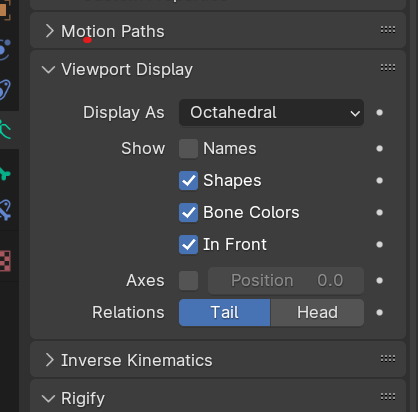 Motion Paths
Viewport Display
Display As Octahedral
Show Names
Shapes
Bone Colors
In Front
Axes Position 0.0
Relations Tail Head
Inverse Kinematics
Rigify